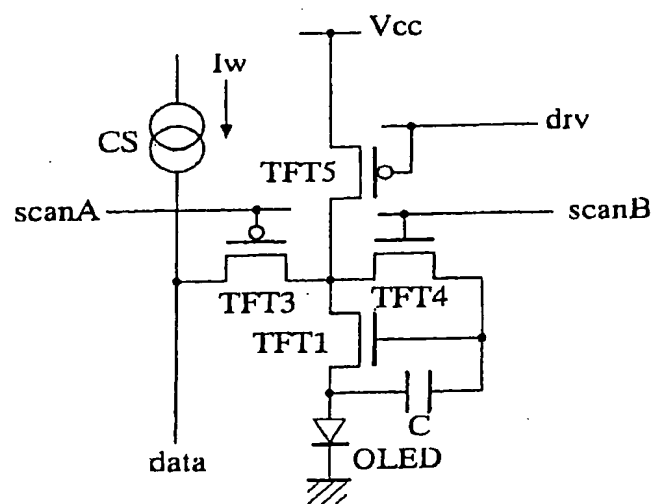 Vcc
Iw
CS
drv
TFT5
scanA
scanB
TFT3
TFT4
TFT1
C
data
OLED